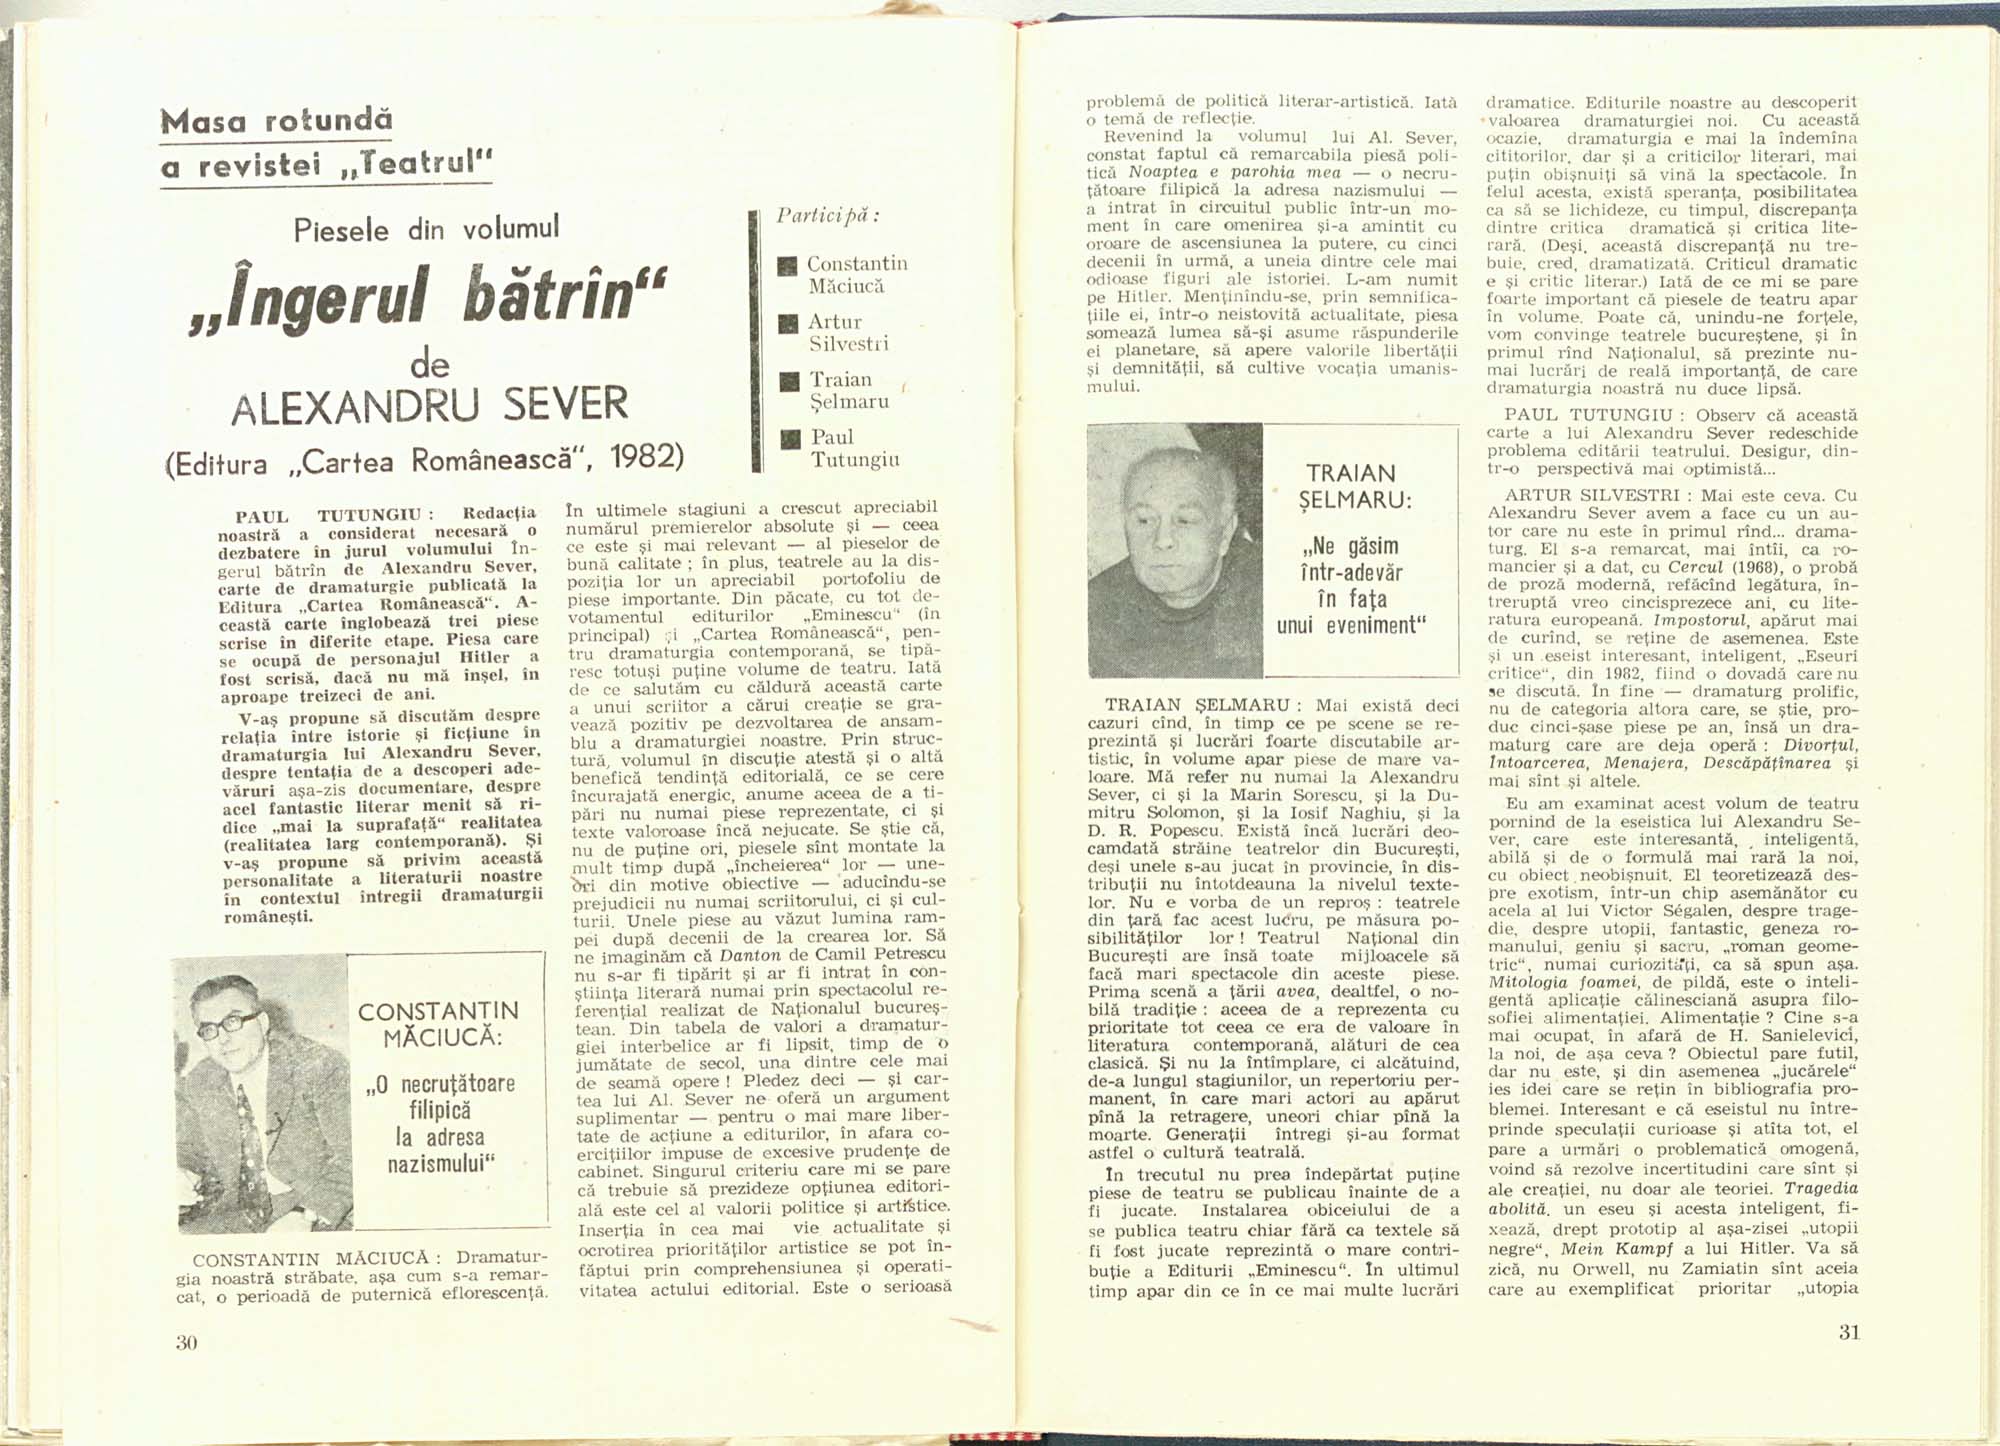 Masa rotundă
a revistei „Teatrul"
Piesele din volumul
„Îngerul bătrîn"
de
ALEXANDRU SEVER
(Editura „Cartea Românească", 1982)
Participă :
Constantin
Măciucă
Artur
Silvestri
Traian
Șelmaru
Paul
Tutungiu
PAUL TUTUNGIU : Redacția
noastră a considerat necesară o
dezbatere în jurul volumului În-
gerul bătrîn de Alexandru Sever,
carte de dramaturgie publicată la
Editura „Cartea Românească". A-
ceastă carte înglobează trei piese
scrise în diferite etape. Piesa care
se ocupă de personajul Hitler a
fost scrisă, dacă nu mă înșel, în
aproape treizeci de ani.
V-aș propune să discutăm despre
relația între istorie și ficțiune în
dramaturgia lui Alexandru Sever,
despre tentația de a descoperi ade-
văruri așa-zis documentare, despre
acel fantastic literar menit să ri-
dice „mai la suprafață" realitatea
(realitatea larg contemporană). Și
v-aș propune să privim această
personalitate a literaturii noastre
în contextul întregii dramaturgii
românești.
CONSTANTIN
MĂCIUCĂ:
„O necruțătoare
filipică
la adresa
nazismului"
CONSTANTIN MĂCIUCĂ : Dramatur-
gia noastră străbate, așa cum s-a remar-
cat, o perioadă de puternică eflorescență.
În ultimele stagiuni a crescut apreciabil
numărul premierelor absolute și — ceea
ce este și mai relevant — al pieselor de
bună calitate ; în plus, teatrele au la dis-
poziția lor un apreciabil portofoliu de
piese importante. Din păcate, cu tot de-
votamentul editurilor „Eminescu" (în
principal) și „Cartea Românească", pen-
tru dramaturgia contemporană, se tipă-
resc totuși puține volume de teatru. Iată
de ce salutăm cu căldură această carte
a unui scriitor a cărui creație se gra-
vează pozitiv pe dezvoltarea de ansam-
blu a dramaturgiei noastre. Prin struc-
tură, volumul în discuție atestă și o altă
benefică tendință editorială, ce se cere
încurajată energic, anume aceea de a ti-
pări nu numai piese reprezentate, ci și
texte valoroase încă nejucate. Se știe că,
nu de puține ori, piesele sînt montate la
mult timp după „încheierea" lor — une-
ori din motive obiective — aducîndu-se
prejudicii nu numai scriitorului, ci și cul-
turii. Unele piese au văzut lumina ram-
pei după decenii de la crearea lor. Să
ne imaginăm că Danton de Camil Petrescu
nu s-ar fi tipărit și ar fi intrat în con-
știința literară numai prin spectacolul re-
ferențial realizat de Naționalul bucureș-
tean. Din tabela de valori a dramatur-
giei interbelice ar fi lipsit, timp de o
jumătate de secol, una dintre cele mai
de seamă opere ! Pledez deci — și car-
tea lui Al. Sever ne oferă un argument
suplimentar — pentru o mai mare liber-
tate de acțiune a editurilor, în afara co-
ercițiilor impuse de excesive prudențe de
cabinet. Singurul criteriu care mi se pare
că trebuie să prezideze opțiunea editori-
ală este cel al valorii politice și artistice.
Inserția în cea mai vie actualitate și
ocrotirea priorităților artistice se pot în-
făptui prin comprehensiunea și operati-
vitatea actului editorial. Este o serioasă
30
problemă de politică literar-artistică. Iată
o temă de reflecție.
Revenind la volumul lui Al. Sever,
constat faptul că remarcabila piesă poli-
tică Noaptea e parohia mea — o necru-
țătoare filipică la adresa nazismului —
a intrat în circuitul public într-un mo-
ment în care omenirea și-a amintit cu
oroare de ascensiunea la putere, cu cinci
decenii în urmă, a uneia dintre cele mai
odioase figuri ale istoriei. L-am numit
pe Hitler. Menținîndu-se, prin semnifica-
țiile ei, într-o neistovită actualitate, piesa
somează lumea să-și asume răspunderile
ei planetare, să apere valorile libertății
și demnității, să cultive vocația umanis-
mului.
TRAIAN
ȘELMARU:
„Ne găsim
într-adevăr
în fața
unui eveniment"
TRAIAN ȘELMARU : Mai există deci
cazuri cînd, în timp ce pe scene se re-
prezintă și lucrări foarte discutabile ar-
tistic, în volume apar piese de mare va-
loare. Mă refer nu numai la Alexandru
Sever, ci și la Marin Sorescu, și la Du-
mitru Solomon, și la Iosif Naghiu, și la
D. R. Popescu. Există încă lucrări deo-
camdată străine teatrelor din București,
deși unele s-au jucat în provincie, în dis-
tribuții nu întotdeauna la nivelul texte-
lor. Nu e vorba de un reproș : teatrele
din țară fac acest lucru, pe măsura po-
sibilităților lor ! Teatrul Național din
București are însă toate mijloacele să
facă mari spectacole din aceste piese.
Prima scenă a țării avea, dealtfel, o no-
bilă tradiție : aceea de a reprezenta cu
prioritate tot ceea ce era de valoare în
literatura contemporană, alături de cea
clasică. Și nu la întîmplare, ci alcătuind,
de-a lungul stagiunilor, un repertoriu per-
manent, în care mari actori au apărut
pînă la retragere, uneori chiar pînă la
moarte. Generații întregi și-au format
astfel o cultură teatrală.
În trecutul nu prea îndepărtat puține
piese de teatru se publicau înainte de a
fi jucate. Instalarea obiceiului de a
se publica teatru chiar fără ca textele să
fi fost jucate reprezintă o mare contri-
buție a Editurii „Eminescu". În ultimul
timp apar din ce în ce mai multe lucrări
dramatice. Editurile noastre au descoperit
valoarea dramaturgiei noi. Cu această
ocazie, dramaturgia e mai la îndemîna
cititorilor, dar și a criticilor literari, mai
puțin obișnuiți să vină la spectacole. În
felul acesta, există speranța, posibilitatea
ca să se lichideze, cu timpul, discrepanța
dintre critica dramatică și critica lite-
rară. (Deși, această discrepanță nu tre-
buie, cred, dramatizată. Criticul dramatic
e și critic literar.) Iată de ce mi se pare
foarte important că piesele de teatru apar
în volume. Poate că, unindu-ne forțele,
vom convinge teatrele bucureștene, și în
primul rînd Naționalul, să prezinte nu-
mai lucrări de reală importanță, de care
dramaturgia noastră nu duce lipsă.
PAUL TUTUNGIU : Observ că această
carte a lui Alexandru Sever redeschide
problema editării teatrului. Desigur, din-
tr-o perspectivă mai optimistă...
ARTUR SILVESTRI : Mai este ceva. Cu
Alexandru Sever avem a face cu un au-
tor care nu este în primul rînd... drama-
turg. El s-a remarcat, mai întîi, ca ro-
mancier și a dat, cu Cercul (1968), o probă
de proză modernă, refăcînd legătura, în-
treruptă vreo cincisprezece ani, cu lite-
ratura europeană. Impostorul, apărut mai
de curînd, se reține de asemenea. Este
și un eseist interesant, inteligent, „Eseuri
critice", din 1982, fiind o dovadă care nu
se discută. În fine — dramaturg prolific,
nu de categoria altora care, se știe, pro-
duc cinci-șase piese pe an, însă un dra-
maturg care are deja operă : Divorțul,
Întoarcerea, Menajera, Descăpățînarea și
mai sînt și altele.
Eu am examinat acest volum de teatru
pornind de la eseistica lui Alexandru Se-
ver, care este interesantă, inteligentă,
abilă și de o formulă mai rară la noi,
cu obiect neobișnuit. El teoretizează des-
pre exotism, într-un chip asemănător cu
acela al lui Victor Ségalen, despre trage-
die, despre utopii, fantastic, geneza ro-
manului, geniu și sacru, „roman geome-
tric", numai curiozități, ca să spun așa.
Mitologia foamei, de pildă, este o inteli-
gentă aplicație călinesciană asupra filo-
sofiei alimentației. Alimentație ? Cine s-a
mai ocupat, în afară de H. Sanielevici,
la noi, de așa ceva ? Obiectul pare futil,
dar nu este, și din asemenea „jucărele"
ies idei care se rețin în bibliografia pro-
blemei. Interesant e că eseistul nu între-
prinde speculații curioase și atîta tot, el
pare a urmări o problematică omogenă,
voind să rezolve incertitudini care sînt și
ale creației, nu doar ale teoriei. Tragedia
abolită, un eseu și acesta inteligent, fi-
xează, drept prototip al așa-zisei „utopii
negre", Mein Kampf a lui Hitler. Va să
zică, nu Orwell, nu Zamiatin sînt aceia
care au exemplificat prioritar „utopia
31